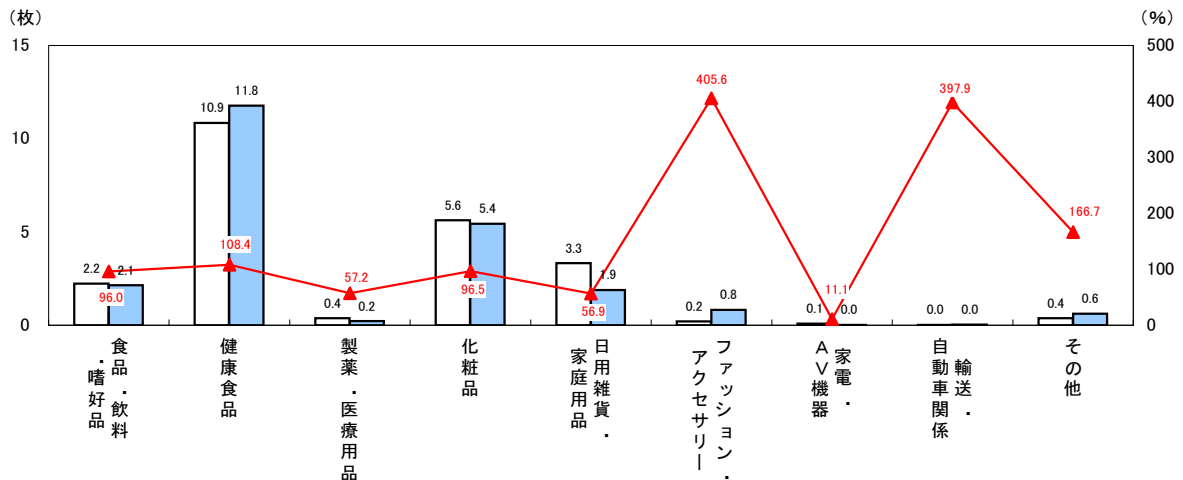 （枚）
（％）
15
10
5
0
500
400
300
200
100
0
2.2
2.1
96.0
10.9
11.8
108.4
0.4
0.2
57.2
5.6
5.4
96.5
3.3
1.9
56.9
0.2
0.8
405.6
0.1
0.0
11.1
0.0
0.0
397.9
0.4
0.6
166.7
食品・飲料
・嗜好品
健康食品
製薬・医療用品
化粧品
日用雑貨・
家庭用品
ファッション・
アクセサリー
家電・
ＡＶ機器
輸送・
自動車関係
その他